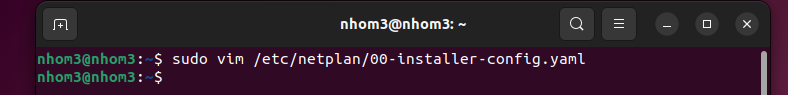 nhom3@nhom3: ~
nhom3@nhom3:~$ sudo vim /etc/netplan/00-installer-config.yaml
nhom3@nhom3:~$